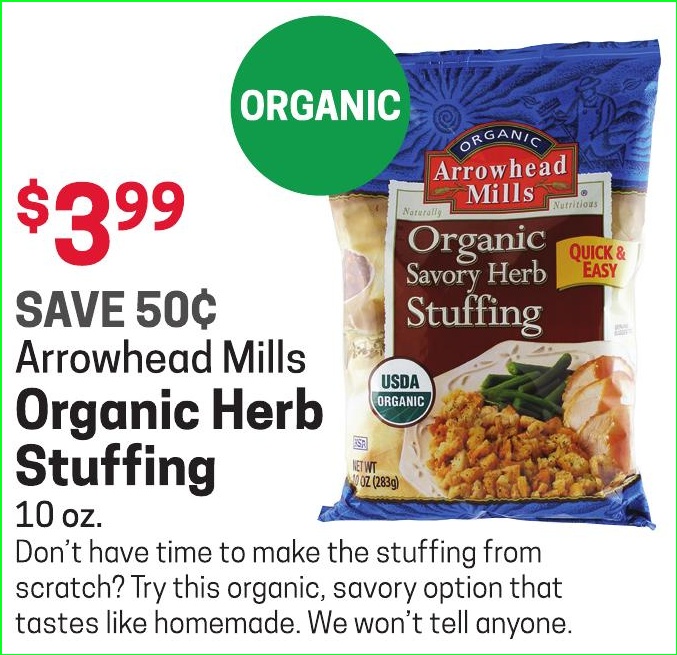 ORGANIC
$3.99
SAVE 50¢
Arrowhead Mills
Organic Herb
Stuffing
10 oz.
Don't have time to make the stuffing from
scratch? Try this organic, savory option that
tastes like homemade. We won't tell anyone.
ORGANIC
Arrowhead
Mills®
Naturally Nutritious
Organic
Savory Herb
Stuffing
QUICK &
EASY
USDA
ORGANIC
NET WT
10 OZ (283g)